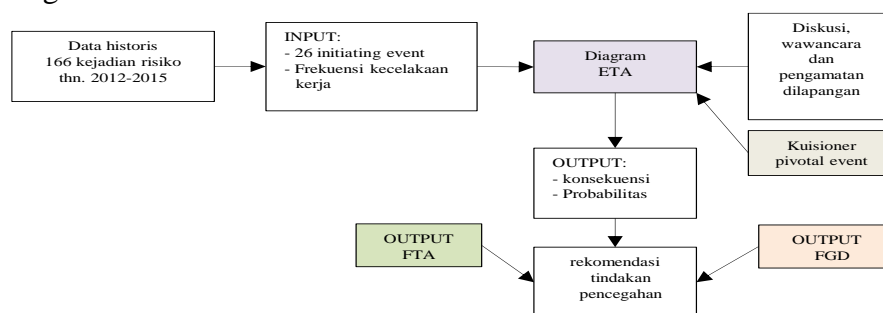 Data historis
166 kejadian risiko
thn. 2012-2015
INPUT:
- 26 initiating event
- Frekuensi kecelakaan
kerja
Diagram
ETA
Diskusi,
wawancara
dan
pengamatan
dilapangan
Kuisioner
pivotal event
OUTPUT:
- konsekuensi
- Probabilitas
OUTPUT
FTA
rekomendasi
tindakan
pencegahan
OUTPUT
FGD